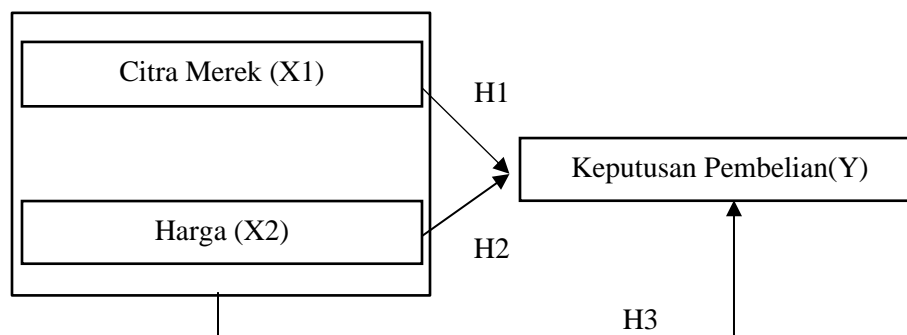 Citra Merek (X1)
H1
Keputusan Pembelian(Y)
Harga (X2)
H2
H3